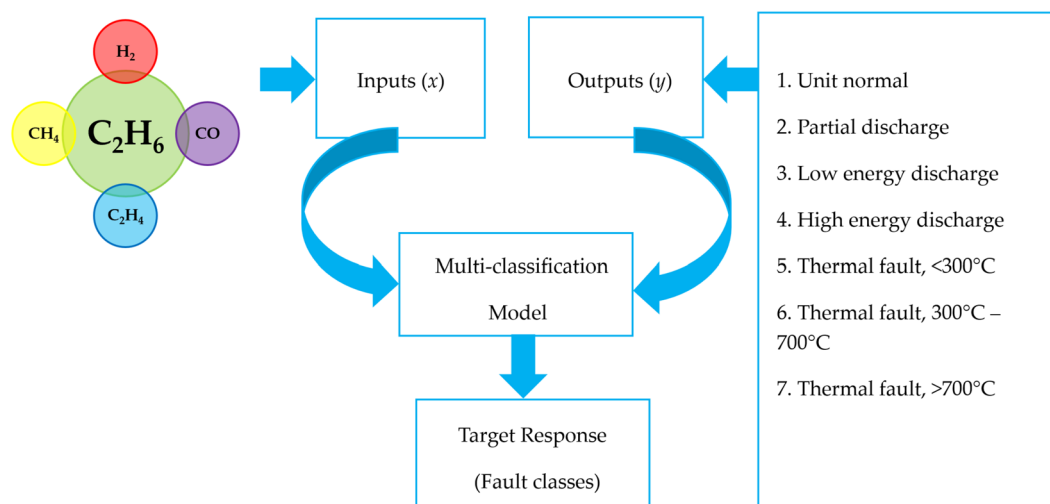 H₂
CH₄
C₂H₆
CO
C₂H₄
Inputs (x)
Outputs (y)
1. Unit normal
2. Partial discharge
3. Low energy discharge
4. High energy discharge
5. Thermal fault, <300°C
6. Thermal fault, 300°C –
700°C
7. Thermal fault, >700°C
Multi-classification
Model
Target Response
(Fault classes)